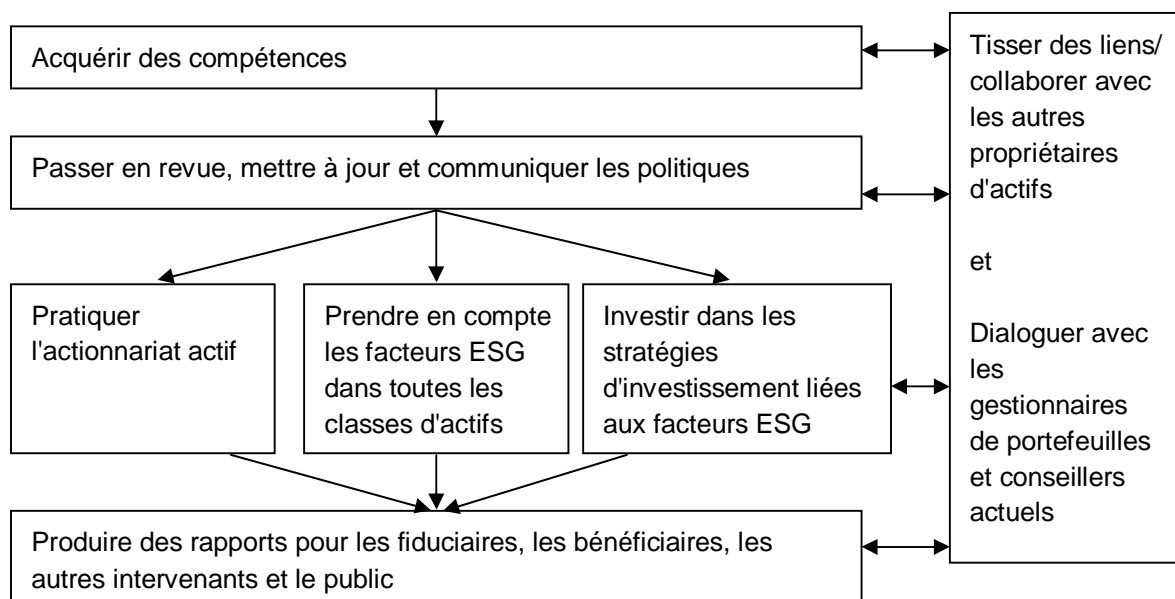 Acquérir des compétences
Passer en revue, mettre à jour et communiquer les politiques
Pratiquer
l'actionnariat actif
Prendre en compte
les facteurs ESG
dans toutes les
classes d'actifs
Investir dans les
stratégies
d'investissement liées
aux facteurs ESG
Produire des rapports pour les fiduciaires, les bénéficiaires, les
autres intervenants et le public
Tisser des liens/
collaborer avec
les autres
propriétaires
d'actifs
et
Dialoguer avec
les
gestionnaires
de portefeuilles
et conseillers
actuels